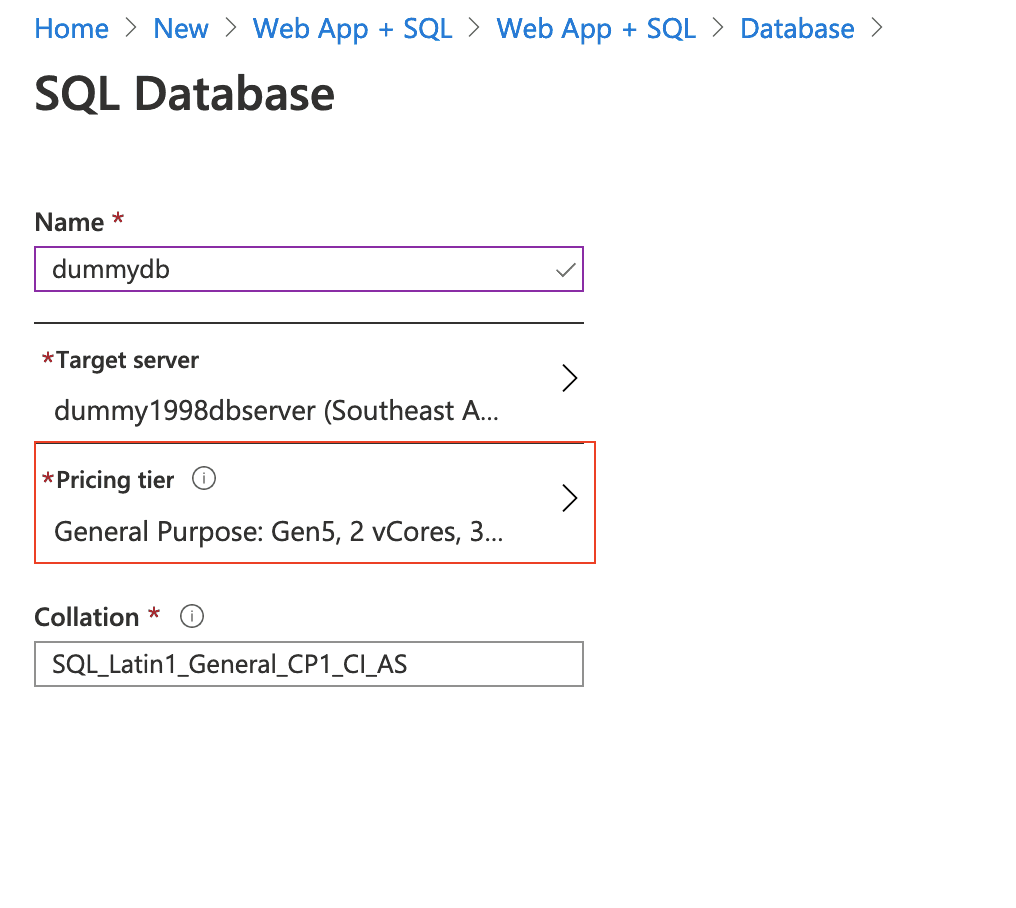 Home > New > Web App + SQL > Web App + SQL > Database >
SQL Database
Name *
dummydb
*Target server
dummy1998dbserver (Southeast A...
*Pricing tier
General Purpose: Gen5, 2 vCores, 3...
Collation *
SQL_Latin1_General_CP1_CI_AS